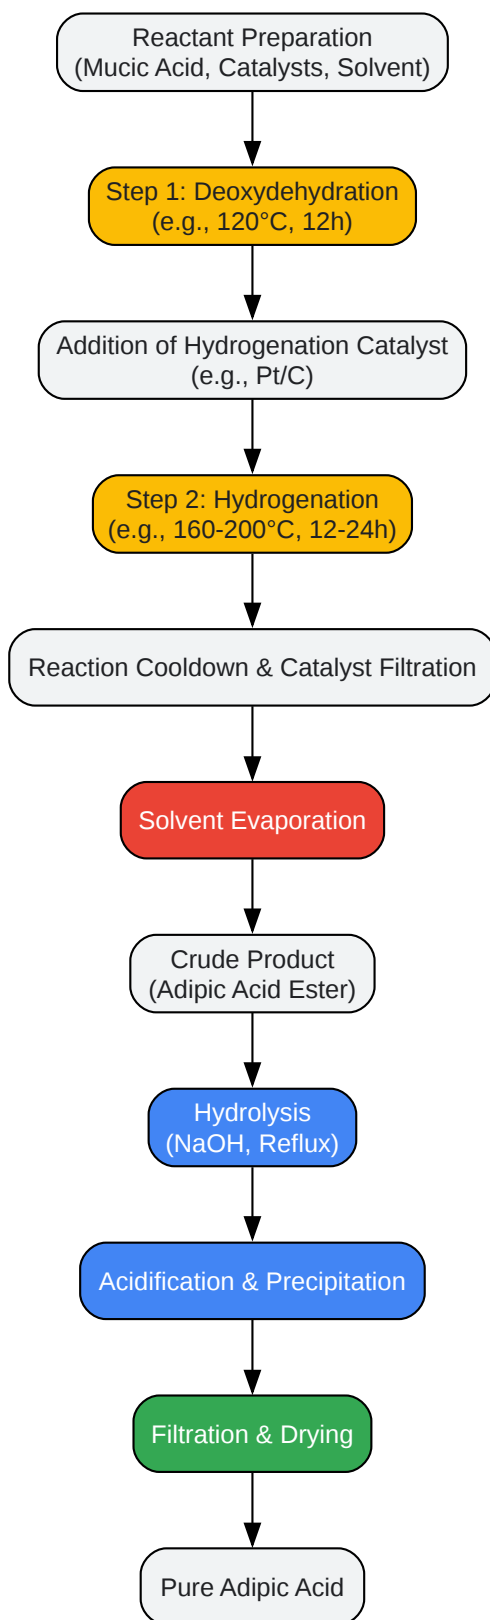 Reactant Preparation
(Mucic Acid, Catalysts, Solvent)
Step 1: Deoxydehydration
(e.g., 120°C, 12h)
Addition of Hydrogenation Catalyst
(e.g., Pt/C)
Step 2: Hydrogenation
(e.g., 160-200°C, 12-24h)
Reaction Cooldown & Catalyst Filtration
Solvent Evaporation
Crude Product
(Adipic Acid Ester)
Hydrolysis
(NaOH, Reflux)
Acidification & Precipitation
Filtration & Drying
Pure Adipic Acid